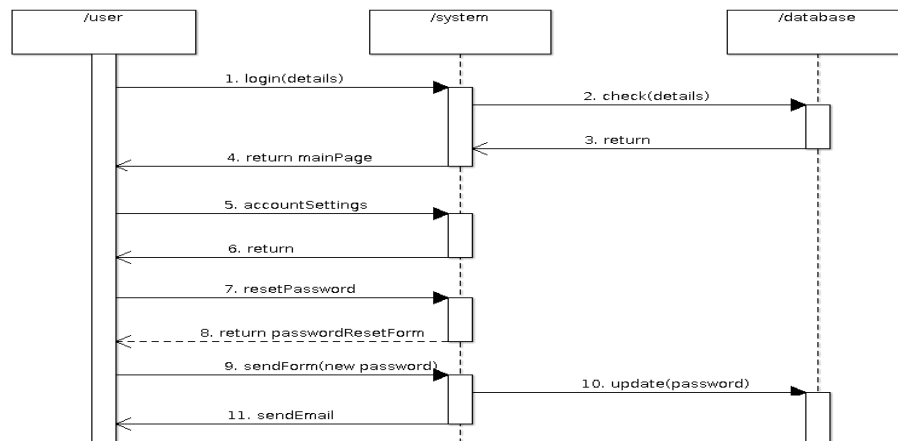 /user
/system
/database
1. login(details)
2. check(details)
3. return
4. return mainPage
5. accountSettings
6. return
7. resetPassword
8. return passwordResetForm
9. sendForm(new password)
10. update(password)
11. sendEmail